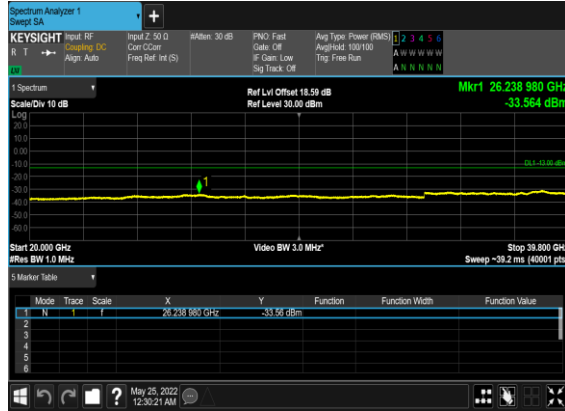 Spectrum Analyzer 1
Swept SA
KEYSIGHT Input: RF Input Z: 50 Ω #Atten: 30 dB PNO: Fast Avg Type: Power (RMS) 1 2 3 4 5 6
R T Coupling: DC Corr CCorr Gate: Off Avg|Hold: 100/100 A W W W W W
Align: Auto Freq Ref: Int (S) IF Gain: Low Trig: Free Run
Sig Track: Off A N N N N N
1 Spectrum Ref Lvl Offset 18.59 dB Mkr1 26.238 980 GHz
Scale/Div 10 dB Ref Level 30.00 dBm -33.564 dBm
Log
20.0
10.0
0.00
-10.0 DL1 -13.00 dBm
-20.0
-30.0 1
-40.0
-50.0
-60.0
Start 20.000 GHz Video BW 3.0 MHz* Stop 39.800 GHz
#Res BW 1.0 MHz Sweep ~39.2 ms (40001 pts)
5 Marker Table
Mode Trace Scale X Y Function Function Width Function Value
1 N 1 f 26.238 980 GHz -33.56 dBm
2
3
4
5
6
? May 25, 2022
12:30:21 AM